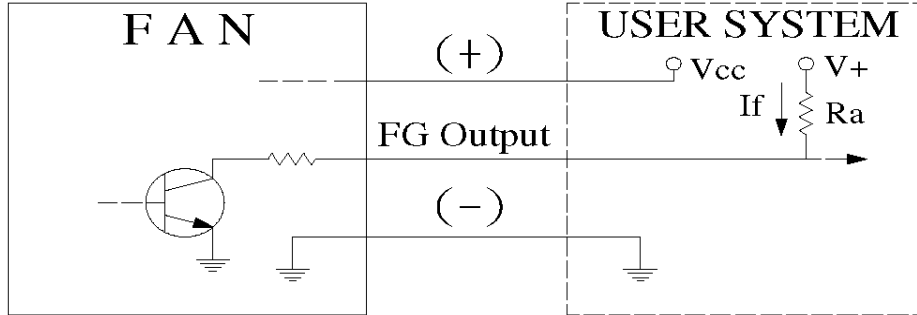 F A N
USER SYSTEM
(+)
Vcc
V+
If
Ra
FG Output
(-)